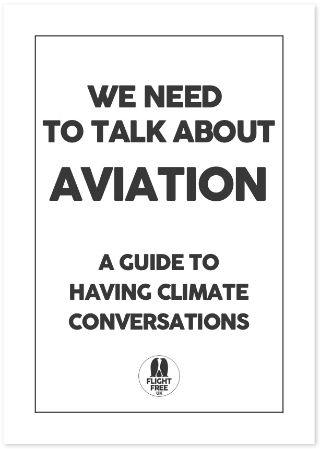 WE NEED
TO TALK ABOUT
AVIATION
A GUIDE TO
HAVING CLIMATE
CONVERSATIONS
FLIGHT
FREE
UK